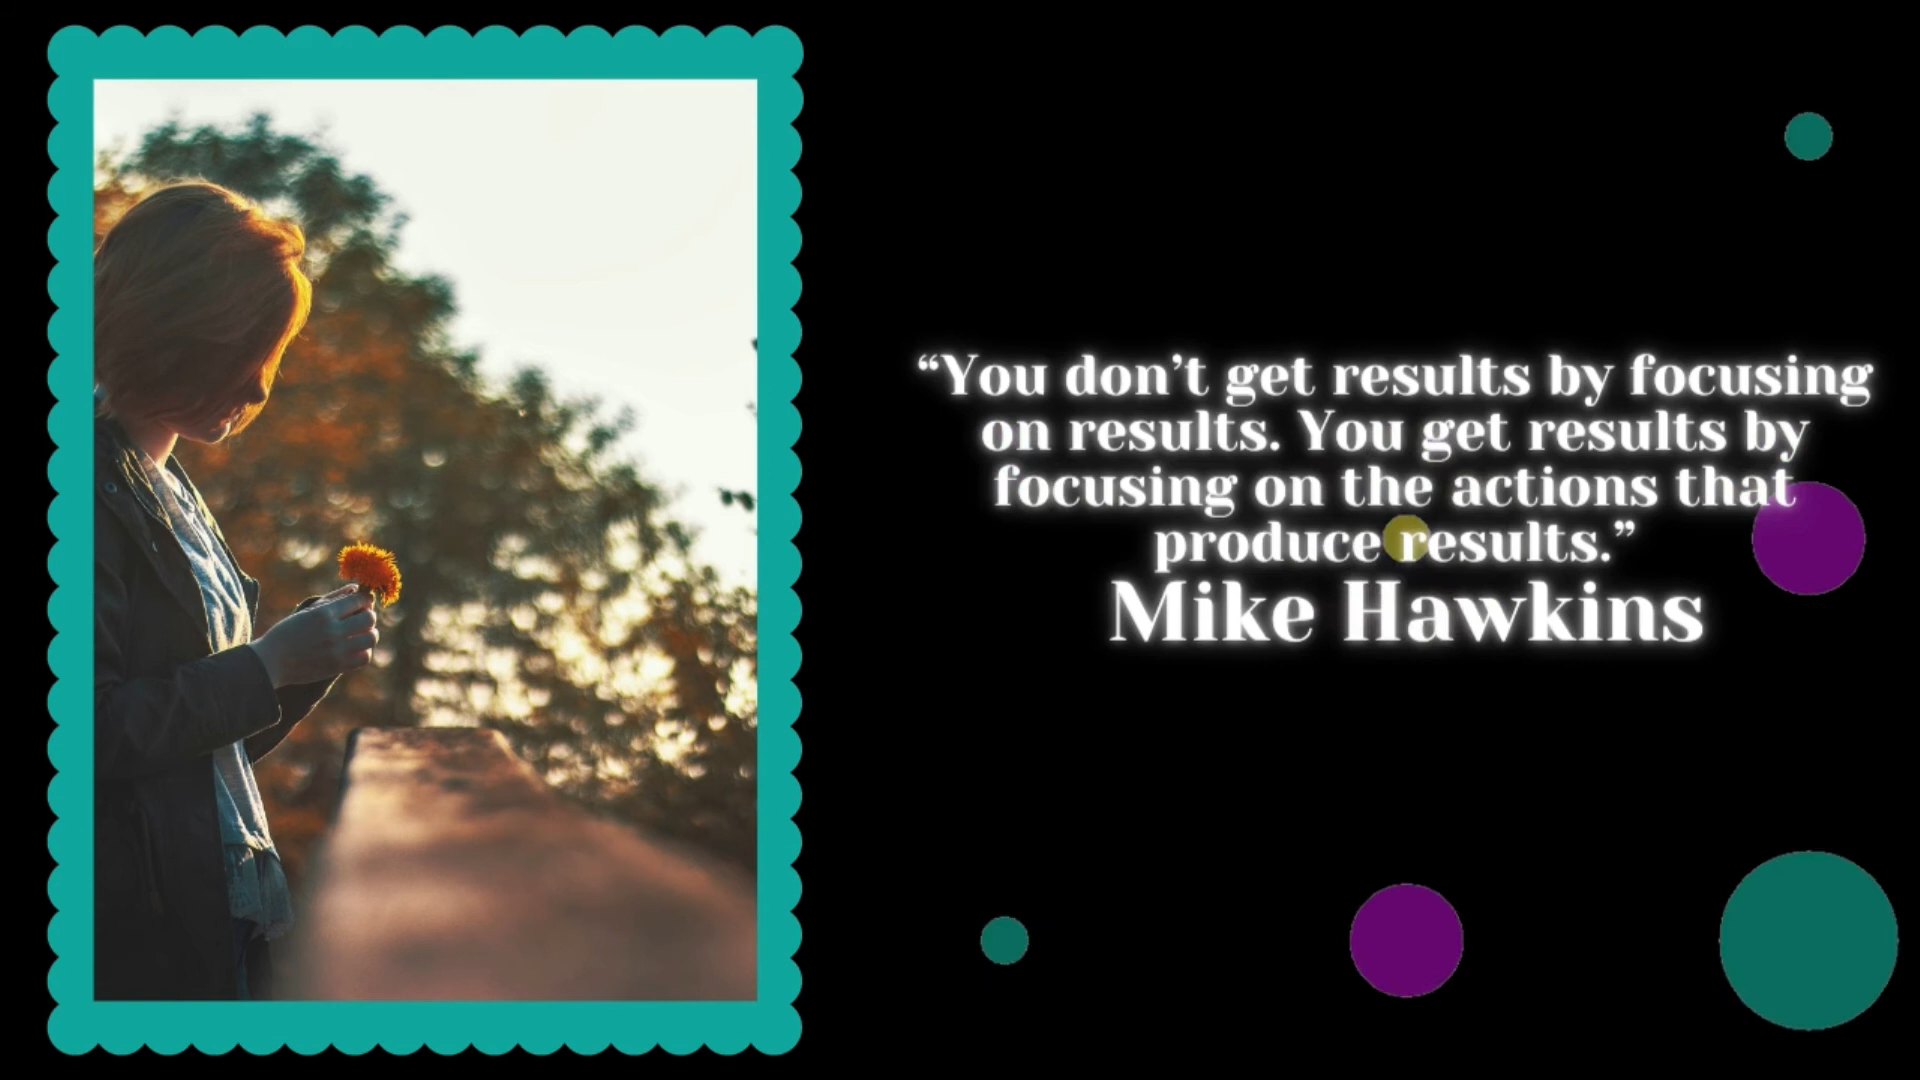 “You don’t get results by focusing
on results. You get results by
focusing on the actions that
produce results.”
Mike Hawkins